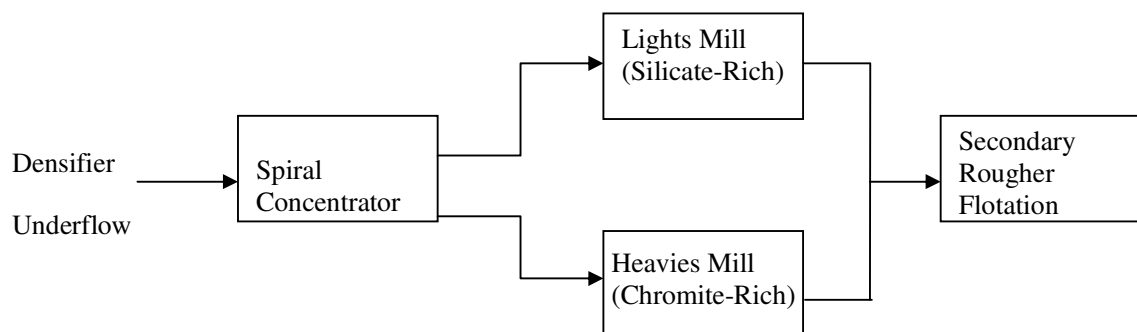 Densifier
Underflow
Spiral
Concentrator
Lights Mill
(Silicate-Rich)
Heavies Mill
(Chromite-Rich)
Secondary
Rougher
Flotation